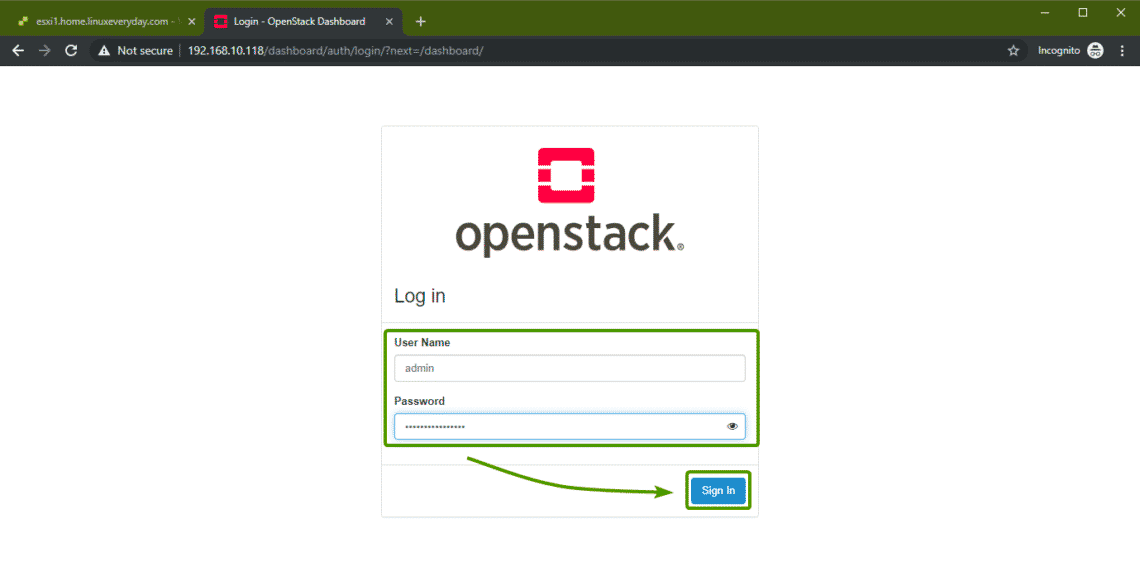 esxi1.home.linuxeveryday.com -
Login - OpenStack Dashboard
Not secure
192.168.10.118/dashboard/auth/login/?next=/dashboard/
Incognito
openstack®
Log in
User Name
admin
Password
••••••••••••••••
Sign In